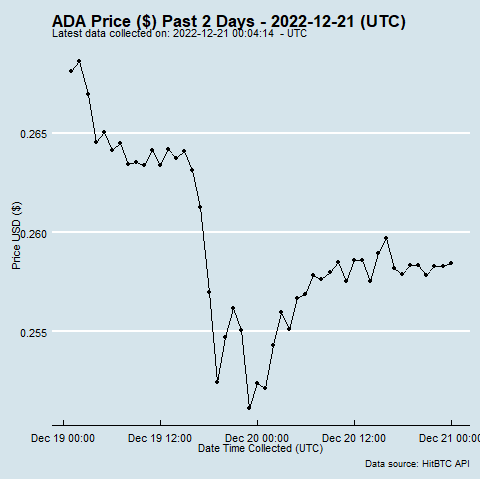 ADA Price ($) Past 2 Days - 2022-12-21 (UTC)
Latest data collected on: 2022-12-21 00:04:14 - UTC
0.265
0.260
0.255
Price USD ($)
Dec 19 00:00 Dec 19 12:00 Dec 20 00:00 Dec 20 12:00 Dec 21 00:00
Date Time Collected (UTC)
Data source: HitBTC API